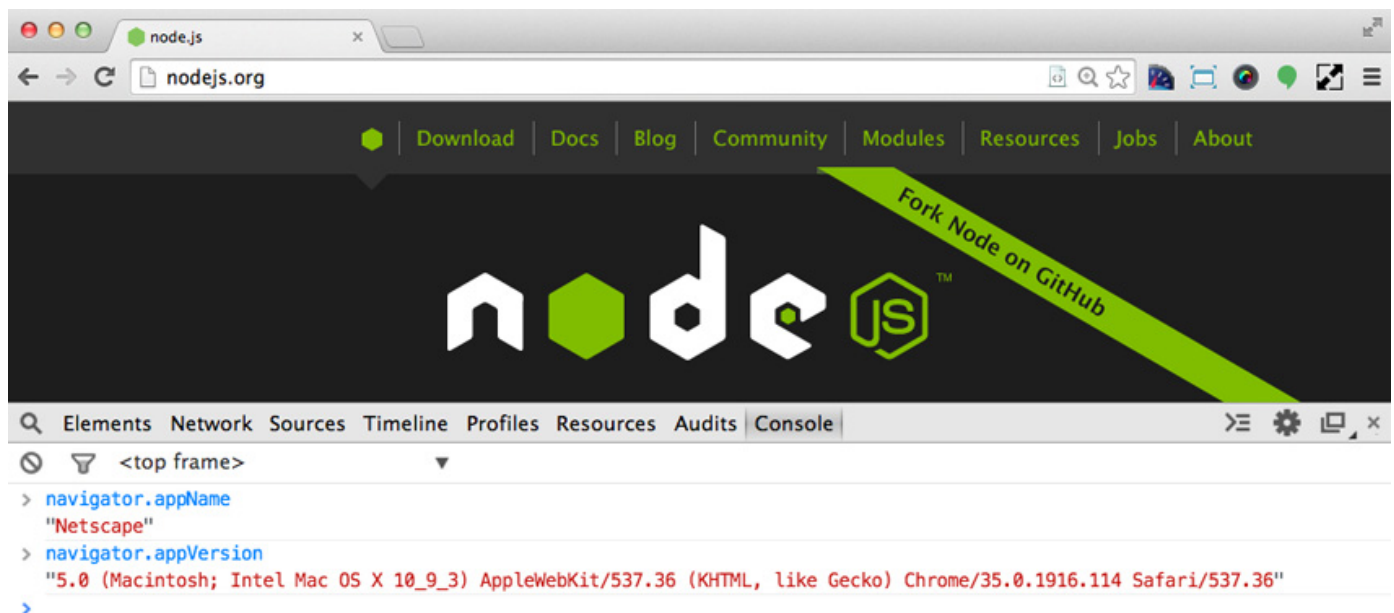 node.js
nodejs.org
Download Docs Blog Community Modules Resources Jobs About
Fork Node on GitHub
node JS ™
Elements Network Sources Timeline Profiles Resources Audits Console
<top frame>
> navigator.appName
"Netscape"
> navigator.appVersion
"5.0 (Macintosh; Intel Mac OS X 10_9_3) AppleWebKit/537.36 (KHTML, like Gecko) Chrome/35.0.1916.114 Safari/537.36"
>